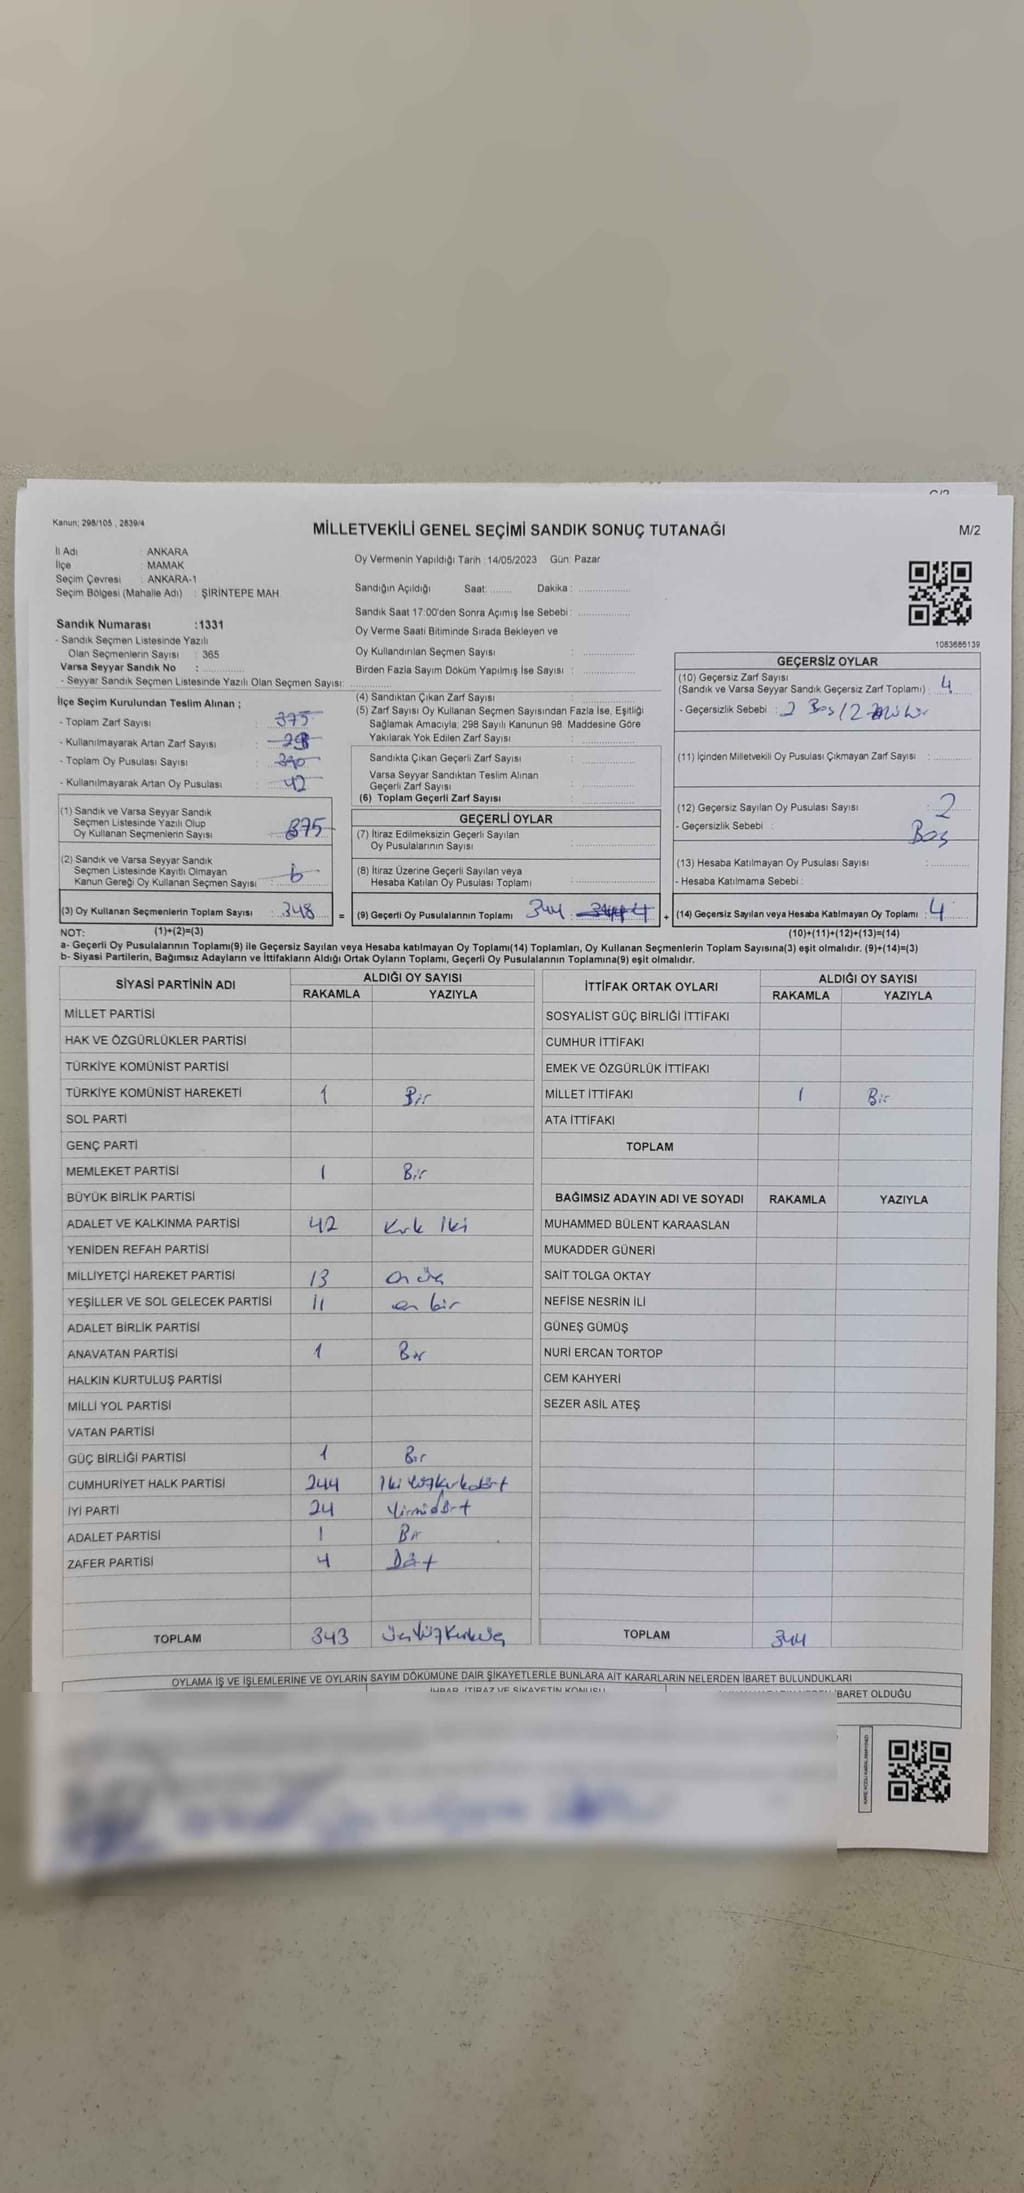 Kanun; 298/105 , 2839/4
MİLLETVEKİLİ GENEL SEÇİMİ SANDIK SONUÇ TUTANAĞI
M/2
İl Adı : ANKARA
İlçe : MAMAK
Seçim Çevresi : ANKARA-1
Seçim Bölgesi (Mahalle Adı) : ŞİRİNTEPE MAH
Sandık Numarası :1331
- Sandık Seçmen Listesinde Yazılı
Olan Seçmenlerin Sayısı : 365
Varsa Seyyar Sandık No :
- Seyyar Sandık Seçmen Listesinde Yazılı Olan Seçmen Sayısı:
İlçe Seçim Kurulundan Teslim Alınan ;
- Toplam Zarf Sayısı : 375
- Kullanılmayarak Artan Zarf Sayısı :
- Toplam Oy Pusulası Sayısı :
- Kullanılmayarak Artan Oy Pusulası : 42
(1) Sandık ve Varsa Seyyar Sandık
Seçmen Listesinde Yazılı Olup
Oy Kullanan Seçmenlerin Sayısı :
(2) Sandık ve Varsa Seyyar Sandık
Seçmen Listesinde Kayıtlı Olmayan
Kanun Gereği Oy Kullanan Seçmen Sayısı :
(3) Oy Kullanan Seçmenlerin Toplam Sayısı : 348 =
Oy Vermenin Yapıldığı Tarih : 14/05/2023 Gün: Pazar
Sandığın Açıldığı Saat: Dakika :
Sandık Saat 17:00'den Sonra Açımış İse Sebebi :
Oy Verme Saati Bitiminde Sırada Bekleyen ve
Oy Kullandırılan Seçmen Sayısı :
Birden Fazla Sayım Döküm Yapılmış İse Sayısı :
(4) Sandıktan Çıkan Zarf Sayısı :
(5) Zarf Sayısı Oy Kullanan Seçmen Sayısından Fazla İse, Eşitliği
Sağlamak Amacıyla; 298 Sayılı Kanunun 98. Maddesine Göre
Yakılarak Yok Edilen Zarf Sayısı :
Sandıkta Çıkan Geçerli Zarf Sayısı :
Varsa Seyyar Sandıktan Teslim Alınan
Geçerli Zarf Sayısı :
(6) Toplam Geçerli Zarf Sayısı :
GEÇERLİ OYLAR
(7) İtiraz Edilmeksizin Geçerli Sayılan
Oy Pusulalarının Sayısı :
(8) İtiraz Üzerine Geçerli Sayılan veya
Hesaba Katılan Oy Pusulası Toplamı :
(9) Geçerli Oy Pusulalarının Toplamı 344 : +
1083686139
GEÇERSİZ OYLAR
(10) Geçersiz Zarf Sayısı
(Sandık ve Varsa Seyyar Sandık Geçersiz Zarf Toplamı) : 4
- Geçersizlik Sebebi : 2 Boş / 2
(11) İçinden Milletvekili Oy Pusulası Çıkmayan Zarf Sayısı :
(12) Geçersiz Sayılan Oy Pusulası Sayısı : 2
- Geçersizlik Sebebi : Boş
(13) Hesaba Katılmayan Oy Pusulası Sayısı :
- Hesaba Katılmama Sebebi :
(14) Geçersiz Sayılan veya Hesaba Katılmayan Oy Toplamı : 4
NOT: (1)+(2)=(3)
(10)+(11)+(12)+(13)=(14)
a- Geçerli Oy Pusulalarının Toplamı(9) ile Geçersiz Sayılan veya Hesaba katılmayan Oy Toplamı(14) Toplamları, Oy Kullanan Seçmenlerin Toplam Sayısına(3) eşit olmalıdır. (9)+(14)=(3)
b- Siyasi Partilerin, Bağımsız Adayların ve İttifakların Aldığı Ortak Oyların Toplamı, Geçerli Oy Pusulalarının Toplamına(9) eşit olmalıdır.
SİYASİ PARTİNİN ADI ALDIĞI OY SAYISI
RAKAMLA YAZIYLA
MİLLET PARTİSİ
HAK VE ÖZGÜRLÜKLER PARTİSİ
TÜRKİYE KOMÜNİST PARTİSİ
TÜRKİYE KOMÜNİST HAREKETİ 1 Bir
SOL PARTİ
GENÇ PARTİ
MEMLEKET PARTİSİ 1 Bir
BÜYÜK BİRLİK PARTİSİ
ADALET VE KALKINMA PARTİSİ 42 Kırk İki
YENİDEN REFAH PARTİSİ
MİLLİYETÇİ HAREKET PARTİSİ 13 on üç
YEŞİLLER VE SOL GELECEK PARTİSİ 11 on bir
ADALET BİRLİK PARTİSİ
ANAVATAN PARTİSİ 1 Bir
HALKIN KURTULUŞ PARTİSİ
MİLLİ YOL PARTİSİ
VATAN PARTİSİ
GÜÇ BİRLİĞİ PARTİSİ 1 Bir
CUMHURİYET HALK PARTİSİ 244 İki Yüz Kırk dört
İYİ PARTİ 24 Yirmi dört
ADALET PARTİSİ 1 Bir
ZAFER PARTİSİ 4 Dört
TOPLAM 343 üç Yüz Kırk üç
İTTİFAK ORTAK OYLARI ALDIĞI OY SAYISI
RAKAMLA YAZIYLA
SOSYALİST GÜÇ BİRLİĞİ İTTİFAKI
CUMHUR İTTİFAKI
EMEK VE ÖZGÜRLÜK İTTİFAKI
MİLLET İTTİFAKI 1 Bir
ATA İTTİFAKI
TOPLAM
BAĞIMSIZ ADAYIN ADI VE SOYADI RAKAMLA YAZIYLA
MUHAMMED BÜLENT KARAASLAN
MUKADDER GÜNERİ
SAİT TOLGA OKTAY
NEFİSE NESRİN İLİ
GÜNEŞ GÜMÜŞ
NURİ ERCAN TORTOP
CEM KAHYERİ
SEZER ASİL ATEŞ
TOPLAM 344
OYLAMA İŞ VE İŞLEMLERİNE VE OYLARIN SAYIM DÖKÜMÜNE DAİR ŞİKAYETLERLE BUNLARA AİT KARARLARIN NELERDEN İBARET BULUNDUKLARI
İHBAR, İTİRAZ VE ŞİKAYETİN KONUSU
İBARET OLDUĞU